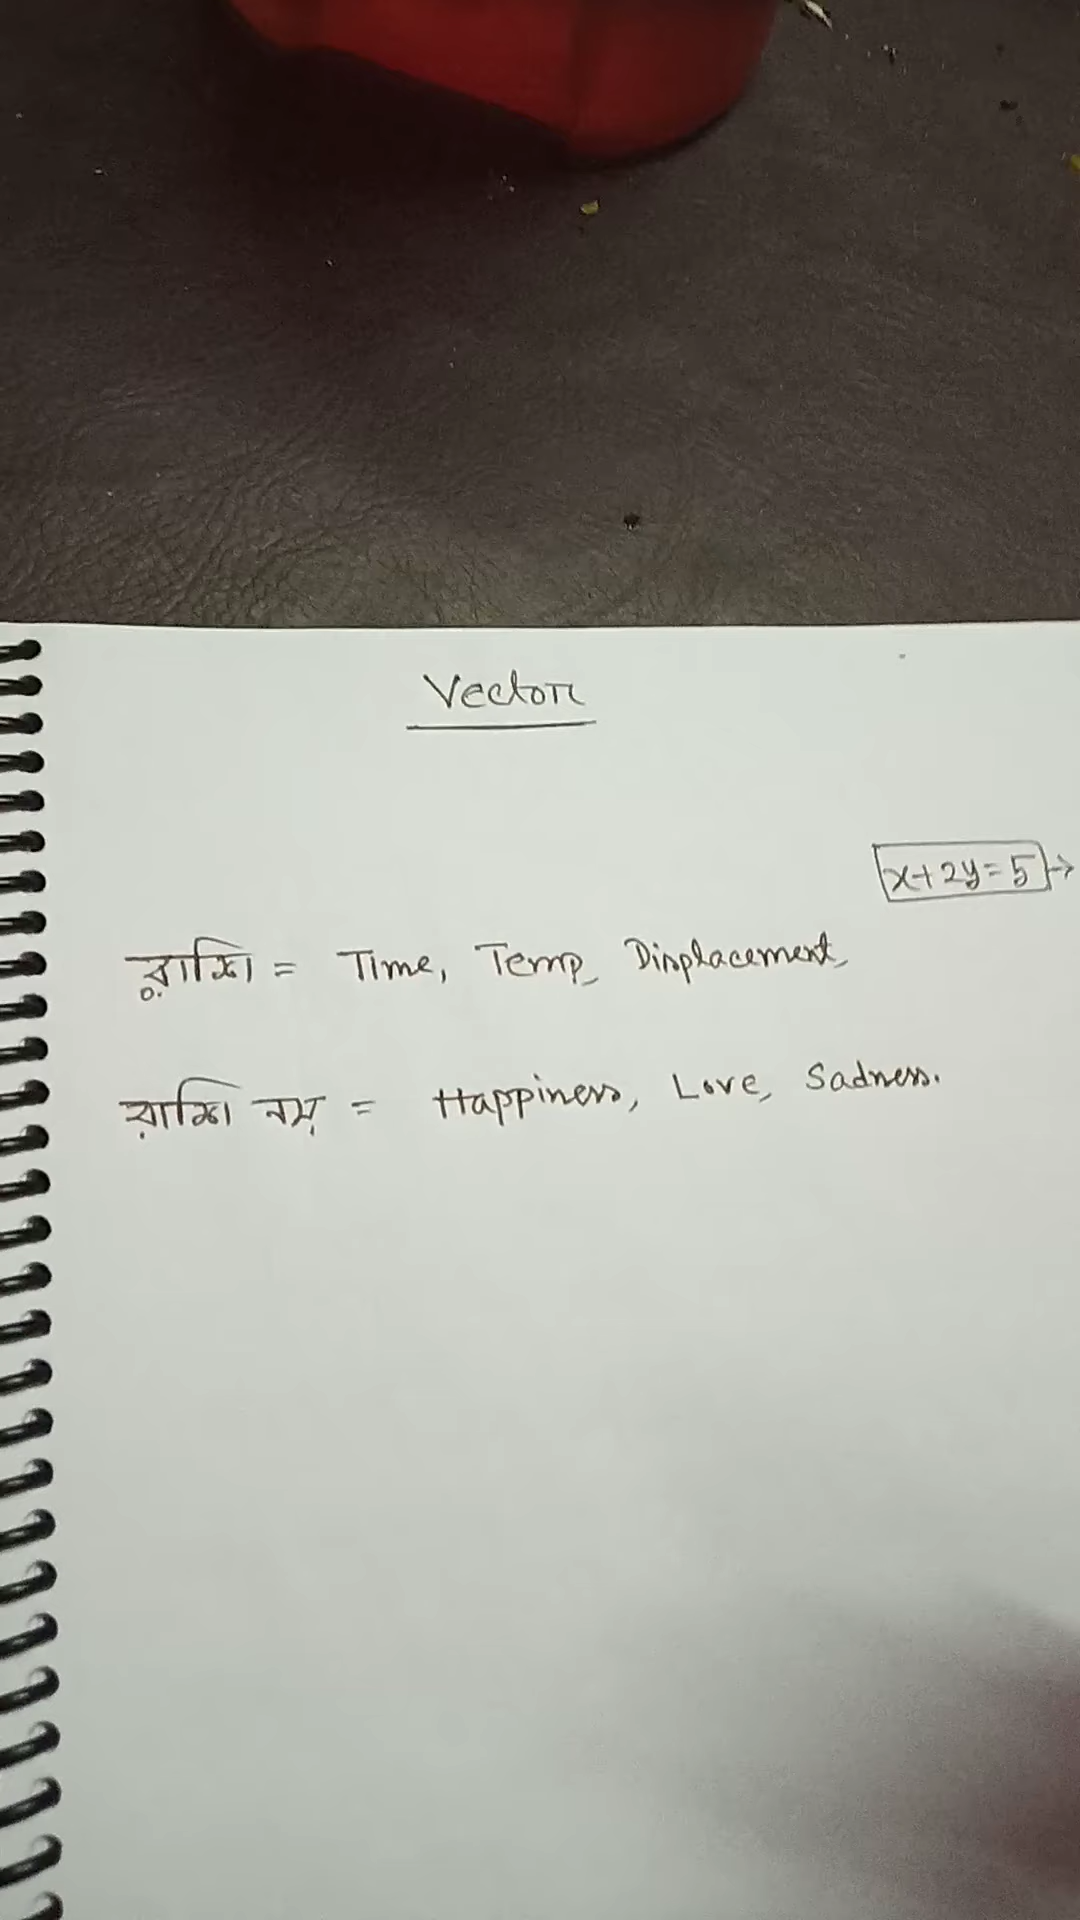 Vector
x+2y=5→
রাশি = Time, Temp, Displacement,
রাশি নয় = Happiness, Love, Sadness.